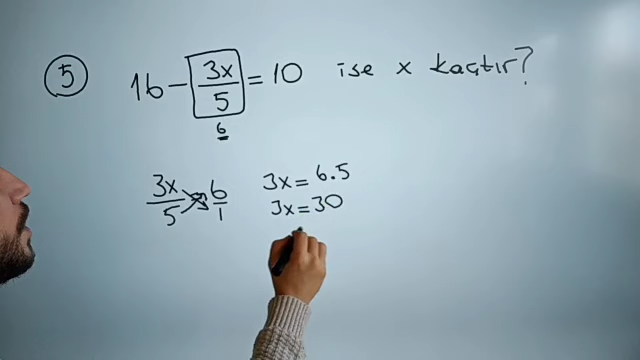 5 16 - 3x/5 = 10 ise x kaçtır?
6
3x/5 = 6/1 3x = 6.5
3x = 30